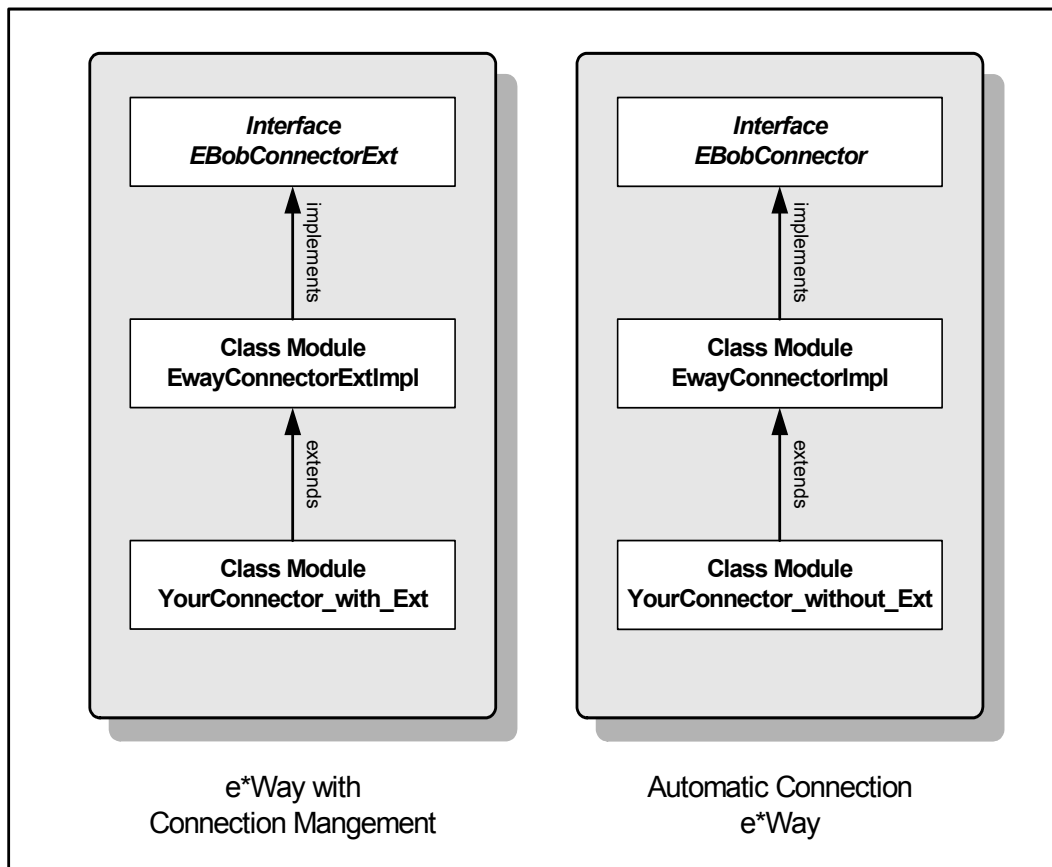 Interface
EBobConnectorExt
implements
Class Module
EwayConnectorExtImpl
extends
Class Module
YourConnector_with_Ext
e*Way with
Connection Mangement
Interface
EBobConnector
implements
Class Module
EwayConnectorImpl
extends
Class Module
YourConnector_without_Ext
Automatic Connection
e*Way